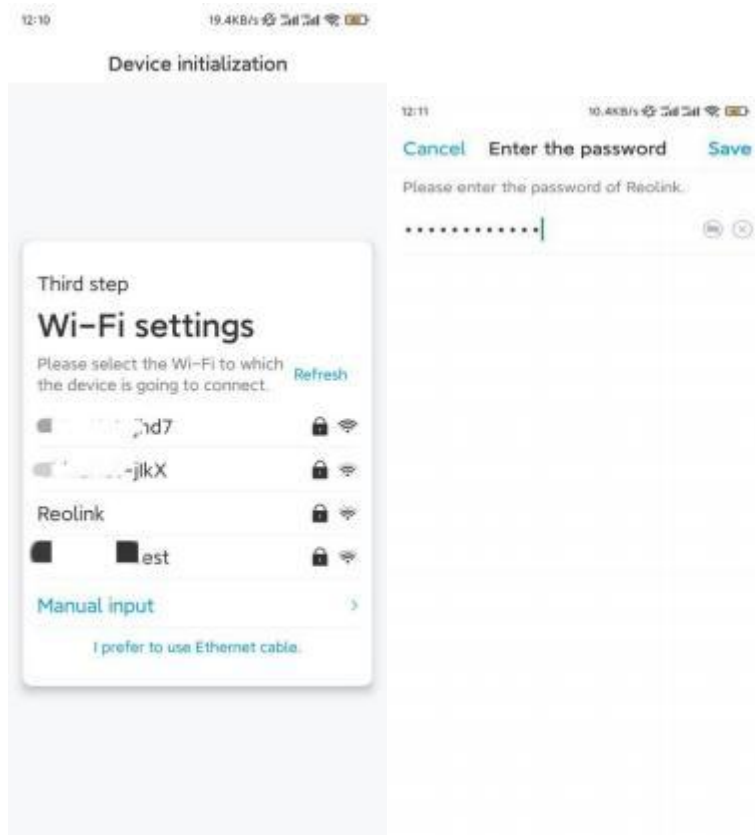 12:10
19.4KB/s
Device initialization
Third step
Wi-Fi settings
Please select the Wi-Fi to which
the device is going to connect.
Refresh
hd7
-jlkX
Reolink
est
Manual input
I prefer to use Ethernet cable.
12:11
10.4KB/s
Cancel
Enter the password
Save
Please enter the password of Reolink.
••••••••••••